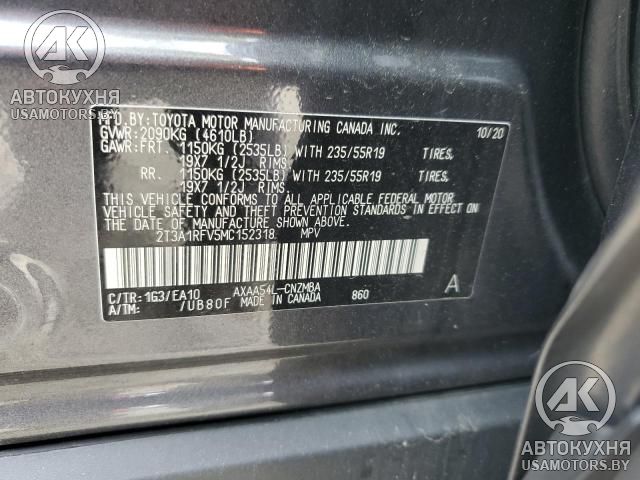 AK
АВТОКУХНЯ
USAMOTORS.BY
MFD.BY:TOYOTA MOTOR MANUFACTURING CANADA INC. 10/20
GVWR:2090KG (4610LB)
GAWR:FRT. 1150KG (2535LB) WITH 235/55R19 TIRES,
19X7 1/2J RIMS.
RR. 1150KG (2535LB) WITH 235/55R19 TIRES,
19X7 1/2J RIMS.
THIS VEHICLE CONFORMS TO ALL APPLICABLE FEDERAL MOTOR
VEHICLE SAFETY AND THEFT PREVENTION STANDARDS IN EFFECT
ON THE DATE OF MANUFACTURE SHOWN ABOVE.
2T3A1RFV5MC152318 MPV
A
C/TR:1G3/EA10 AXAA54L-CNZMBA 860
A/TM: /UB80F MADE IN CANADA
AK
АВТОКУХНЯ
USAMOTORS.BY